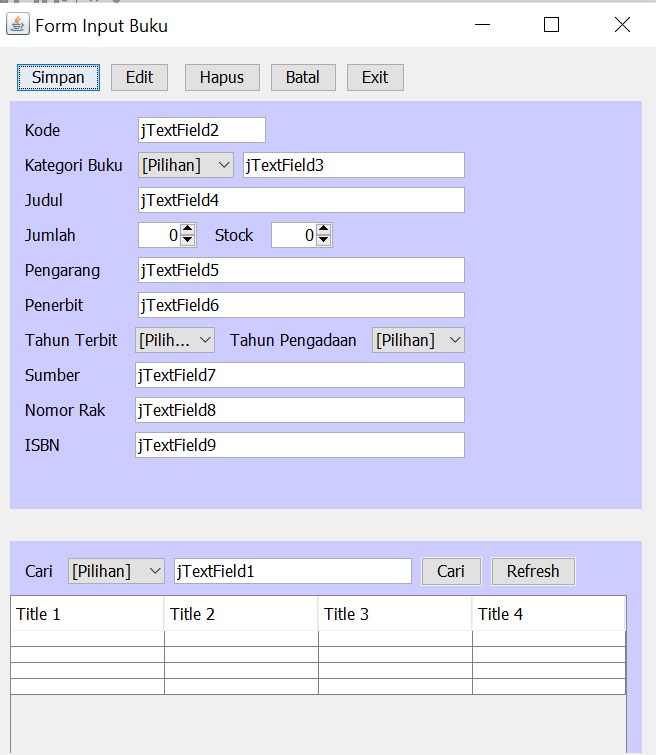 Form Input Buku
Simpan Edit Hapus Batal Exit
Kode jTextField2
Kategori Buku [Pilihan] jTextField3
Judul jTextField4
Jumlah 0 Stock 0
Pengarang jTextField5
Penerbit jTextField6
Tahun Terbit [Pilih... Tahun Pengadaan [Pilihan]
Sumber jTextField7
Nomor Rak jTextField8
ISBN jTextField9
Cari [Pilihan] jTextField1 Cari Refresh
Title 1 Title 2 Title 3 Title 4